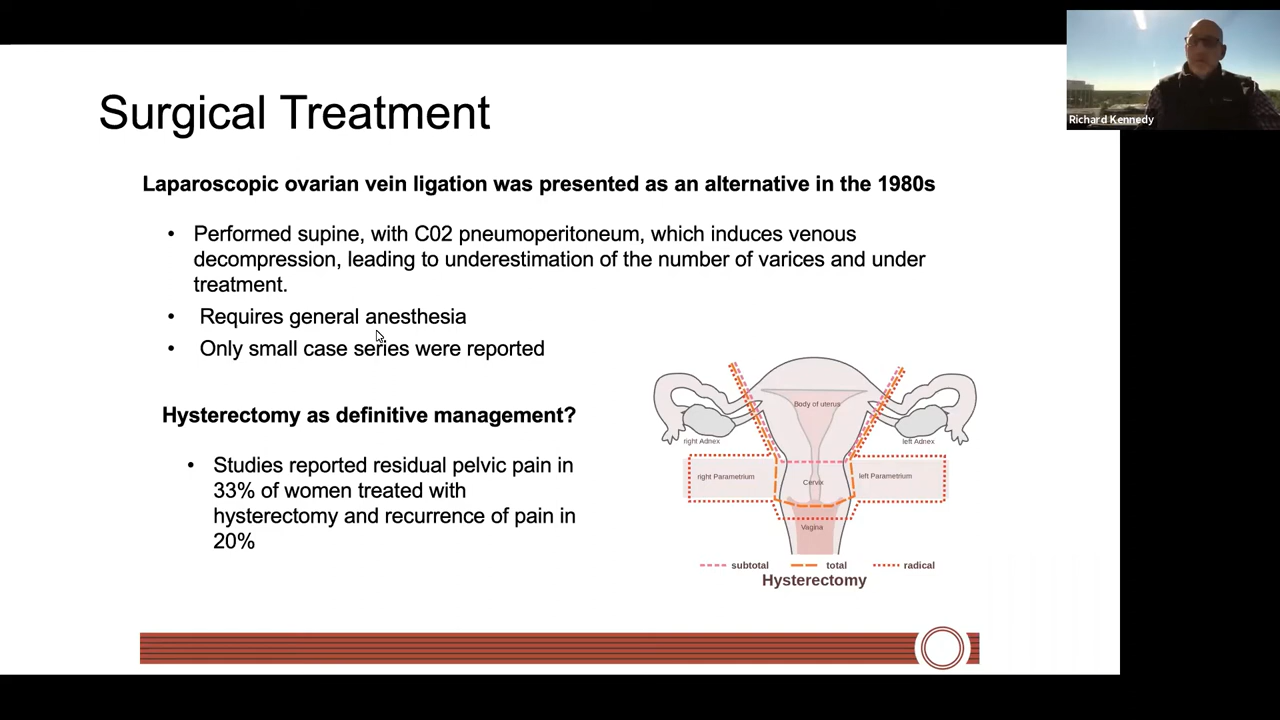 Richard Kennedy
Surgical Treatment
Laparoscopic ovarian vein ligation was presented as an alternative in the 1980s
• Performed supine, with C02 pneumoperitoneum, which induces venous
decompression, leading to underestimation of the number of varices and under
treatment.
• Requires general anesthesia
• Only small case series were reported
Hysterectomy as definitive management?
• Studies reported residual pelvic pain in
33% of women treated with
hysterectomy and recurrence of pain in
20%
Body of uterus
right Adnex
left Adnex
right Parametrium
Cervix
left Parametrium
Vagina
subtotal total radical
Hysterectomy